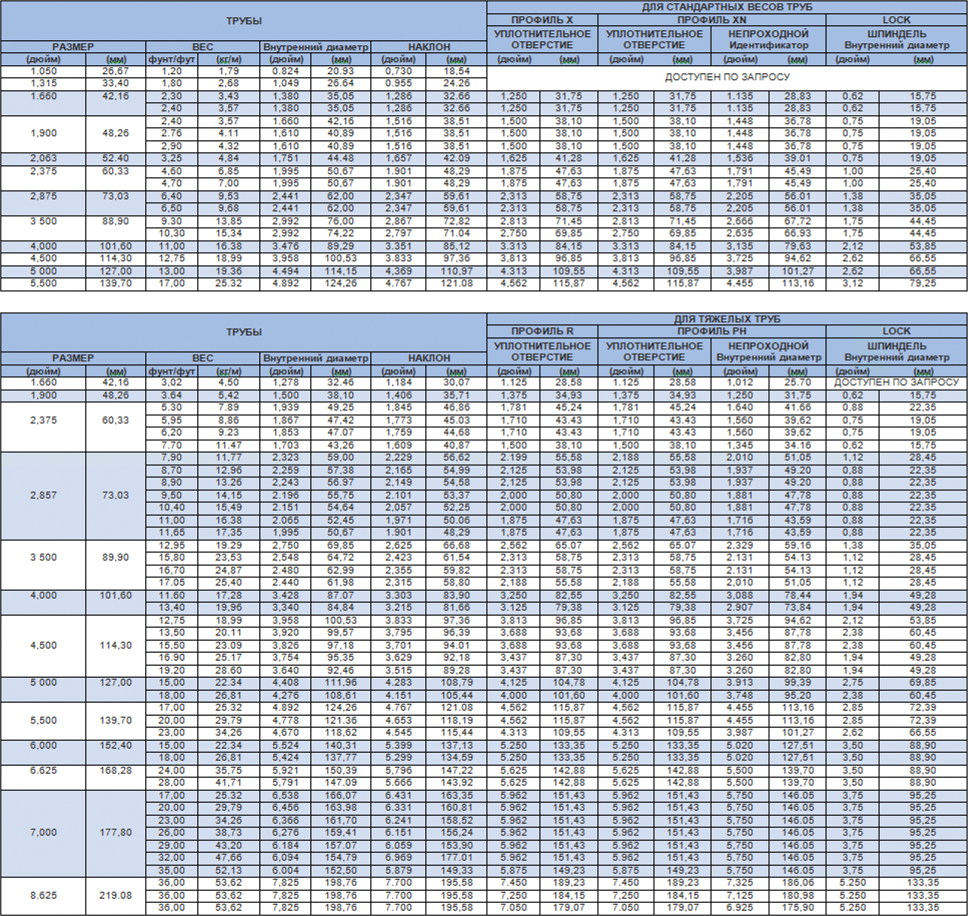 ТРУБЫ ДЛЯ СТАНДАРТНЫХ ВЕСОВ ТРУБ
ПРОФИЛЬ X ПРОФИЛЬ XN LOCK
УПЛОТНИТЕЛЬНОЕ ОТВЕРСТИЕ УПЛОТНИТЕЛЬНОЕ ОТВЕРСТИЕ НЕПРОХОДНОЙ Идентификатор ШПИНДЕЛЬ Внутренний диаметр
РАЗМЕР ВЕС Внутренний диаметр НАКЛОН
(дюйм) (мм) фунт/фут (кг/м) (дюйм) (мм) (дюйм) (мм) (дюйм) (мм) (дюйм) (мм) (дюйм) (мм) (дюйм) (мм)
1.050 26,67 1,20 1,79 0.824 20.93 0,730 18,54 ДОСТУПЕН ПО ЗАПРОСУ
1,315 33,40 1,80 2,68 1,049 26.64 0.955 24.26
1.660 42,16 2,30 3,43 1,380 35,05 1,286 32.66 1,250 31,75 1,250 31,75 1.135 28,83 0,62 15,75
2,40 3,57 1,380 35,05 1,286 32.66 1,250 31,75 1,250 31,75 1.135 28,83 0,62 15,75
1,900 48,26 2,40 3,57 1.660 42,16 1,516 38,51 1,500 38,10 1,500 38,10 1,448 36,78 0,75 19,05
2.76 4.11 1,610 40,89 1,516 38,51 1,500 38,10 1,500 38,10 1,448 36,78 0,75 19,05
2,90 4,32 1,610 40,89 1,516 38,51 1,500 38,10 1,500 38,10 1,448 36,78 0,75 19,05
2,063 52.40 3,25 4,84 1,751 44.48 1,657 42.09 1,625 41,28 1,625 41,28 1,536 39.01 0,75 19,05
2,375 60,33 4,60 6,85 1,995 50,67 1.901 48,29 1,875 47,63 1,875 47,63 1,791 45,49 1,00 25,40
4,70 7,00 1,995 50,67 1.901 48,29 1,875 47,63 1,875 47,63 1,791 45,49 1,00 25,40
2,875 73,03 6,40 9,53 2,441 62,00 2,347 59,61 2,313 58,75 2,313 58,75 2,205 56.01 1,38 35,05
6,50 9,68 2,441 62,00 2,347 59,61 2,313 58,75 2,313 58,75 2,205 56.01 1,38 35,05
3 500 88,90 9.30 13,85 2,992 76,00 2,867 72,82 2,813 71,45 2,813 71,45 2,666 67,72 1,75 44,45
10,30 15,34 2,992 74,22 2,797 71,04 2,750 69,85 2,750 69,85 2,635 66,93 1,75 44,45
4,000 101,60 11,00 16.38 3.476 89,29 3.351 85,12 3.313 84,15 3.313 84,15 3,135 79,63 2,12 53,85
4,500 114,30 12,75 18,99 3,958 100,53 3.833 97,36 3,813 96,85 3,813 96,85 3,725 94,62 2,62 66,55
5 000 127,00 13,00 19.36 4.494 114,15 4,369 110,97 4.313 109,55 4.313 109,55 3,987 101,27 2,62 66,55
5,500 139,70 17,00 25.32 4.892 124,26 4.767 121.08 4,562 115,87 4,562 115,87 4.455 113,16 3,12 79,25
ТРУБЫ ДЛЯ ТЯЖЕЛЫХ ТРУБ
ПРОФИЛЬ R ПРОФИЛЬ PH LOCK
УПЛОТНИТЕЛЬНОЕ ОТВЕРСТИЕ УПЛОТНИТЕЛЬНОЕ ОТВЕРСТИЕ НЕПРОХОДНОЙ Внутренний диаметр ШПИНДЕЛЬ Внутренний диаметр
РАЗМЕР ВЕС Внутренний диаметр НАКЛОН
(дюйм) (мм) фунт/фут (кг/м) (дюйм) (мм) (дюйм) (мм) (дюйм) (мм) (дюйм) (мм) (дюйм) (мм) (дюйм) (мм)
1.660 42,16 3,02 4,50 1,278 32.46 1,184 30,07 1.125 28,58 1.125 28,58 1,012 25.70 ДОСТУПЕН ПО ЗАПРОСУ
1,900 48,26 3.64 5,42 1,500 38,10 1,406 35,71 1,375 34,93 1,375 34,93 1,250 31,75 0,62 15,75
2,375 60,33 5.30 7.89 1,939 49,25 1,845 46,86 1,781 45,24 1,781 45,24 1,640 41.66 0,88 22,35
5,95 8,86 1,867 47,42 1,773 45.03 1,710 43.43 1,710 43.43 1,560 39,62 0,75 19,05
6,20 9.23 1,853 47.07 1,759 44,68 1,710 43.43 1,710 43.43 1,560 39,62 0,75 19,05
7.70 11.47 1,703 43,26 1,609 40,87 1,500 38,10 1,500 38,10 1,345 34.16 0,62 15,75
2,857 73,03 7,90 11,77 2,323 59,00 2,229 56,62 2.199 55,58 2,188 55,58 2,010 51,05 1,12 28,45
8,70 12,96 2,259 57,38 2,165 54,99 2,125 53,98 2,125 53,98 1,937 49.20 0,88 22,35
8,90 13.26 2,243 56.97 2,149 54,58 2,125 53,98 2,125 53,98 1,937 49.20 0,88 22,35
9,50 14,15 2.196 55,75 2.101 53,37 2,000 50,80 2,000 50,80 1,881 47,78 0,88 22,35
10,40 15,49 2.151 54,64 2,057 52,25 2,000 50,80 2,000 50,80 1,881 47,78 0,88 22,35
11,00 16.38 2.065 52,45 1,971 50.06 1,875 47,63 1,875 47,63 1,716 43,59 0,88 22,35
11,65 17,35 1,995 50,67 1.901 48,29 1,875 47,63 1,875 47,63 1,716 43,59 0,88 22,35
3 500 89,90 12,95 19.29 2,750 69,85 2,625 66,68 2,562 65.07 2,562 65.07 2,329 59,16 1,38 35,05
15,80 23,53 2,548 64,72 2,423 61,54 2,313 58,75 2,313 58,75 2.131 54.13 1,12 28,45
16,70 24,87 2.480 62,99 2,355 59,82 2,313 58,75 2,313 58,75 2.131 54.13 1,12 28,45
17.05 25,40 2.440 61,98 2,315 58,80 2,188 55,58 2,188 55,58 2,010 51,05 1,12 28,45
4,000 101,60 11.60 17,28 3.428 87.07 3.303 83,90 3,250 82,55 3,250 82,55 3,088 78,44 1,94 49,28
13,40 19,96 3,340 84,84 3.215 81,66 3.125 79,38 3.125 79,38 2.907 73,84 1,94 49,28
4,500 114,30 12,75 18,99 3,958 100,53 3.833 97,36 3,813 96,85 3,813 96,85 3,725 94,62 2,12 53,85
13,50 20.11 3,920 99,57 3,795 96,39 3,688 93,68 3,688 93,68 3,456 87,78 2,38 60,45
15,50 23.09 3,826 97,18 3,701 94.01 3,688 93,68 3,688 93,68 3,456 87,78 2,38 60,45
16.90 25.17 3,754 95,35 3,629 92,18 3,437 87,30 3,437 87,30 3.260 82,80 1,94 49,28
19.20 28.60 3.640 92,46 3,515 89,28 3,437 87,30 3,437 87,30 3.260 82,80 1,94 49,28
5 000 127,00 15,00 22.34 4,408 111,96 4.283 108,79 4,125 104,78 4.125 104,78 3.913 99,39 2,75 69,85
18,00 26,81 4,276 108,61 4.151 105,44 4,000 101,60 4,000 101,60 3,748 95,20 2,38 60,45
5,500 139,70 17,00 25.32 4.892 124,26 4.767 121.08 4,562 115,87 4,562 115,87 4.455 113,16 2,85 72,39
20,00 29,79 4,778 121.36 4.653 118,19 4,562 115,87 4,562 115,87 4.455 113,16 2,85 72,39
23,00 34,26 4,670 118,62 4.545 115,44 4.313 109,55 4.313 109,55 3,987 101,27 2,62 66,55
6,000 152,40 15,00 22.34 5.524 140,31 5.399 137,13 5.250 133,35 5.250 133,35 5.020 127,51 3,50 88,90
18,00 26,81 5,424 137,77 5.299 134,59 5.250 133,35 5.250 133,35 5.020 127,51 3,50 88,90
6.625 168,28 24,00 35,75 5,921 150,39 5,796 147,22 5,625 142,88 5,625 142,88 5,500 139,70 3,50 88,90
28,00 41,71 5,791 147.09 5.666 143,92 5,625 142,88 5,625 142,88 5,500 139,70 3,50 88,90
7,000 177,80 17,00 25.32 6,538 166,07 6.431 163,35 5.962 151,43 5.962 151,43 5,750 146.05 3,75 95,25
20,00 29,79 6,456 163,98 6.331 160,81 5.962 151,43 5.962 151,43 5,750 146.05 3,75 95,25
23,00 34,26 6,366 161,70 6.241 158,52 5.962 151,43 5.962 151,43 5,750 146.05 3,75 95,25
26,00 38,73 6,276 159,41 6.151 156,24 5.962 151,43 5.962 151,43 5,750 146.05 3,75 95,25
29,00 43,20 6.184 157.07 6.059 153,90 5.962 151,43 5.962 151,43 5,750 146.05 3,75 95,25
32,00 47,66 6,094 154,79 6.969 177.01 5.962 151,43 5.962 151,43 5,750 146.05 3,75 95,25
35,00 52,13 6.004 152,50 5.879 149,33 5,875 149,23 5,875 149,23 5,750 146.05 3,75 95,25
8.625 219.08 36,00 53,62 7,825 198,76 7.700 195,58 7.450 189,23 7,450 189,23 7,325 186,06 5.250 133,35
36,00 53,62 7,825 198,76 7.700 195,58 7,250 184,15 7,250 184,15 7,125 180,98 5.250 133,35
36,00 53,62 7,825 198,76 7.700 195,58 7.050 179,07 7.050 179,07 6.925 175,90 5.250 133,35